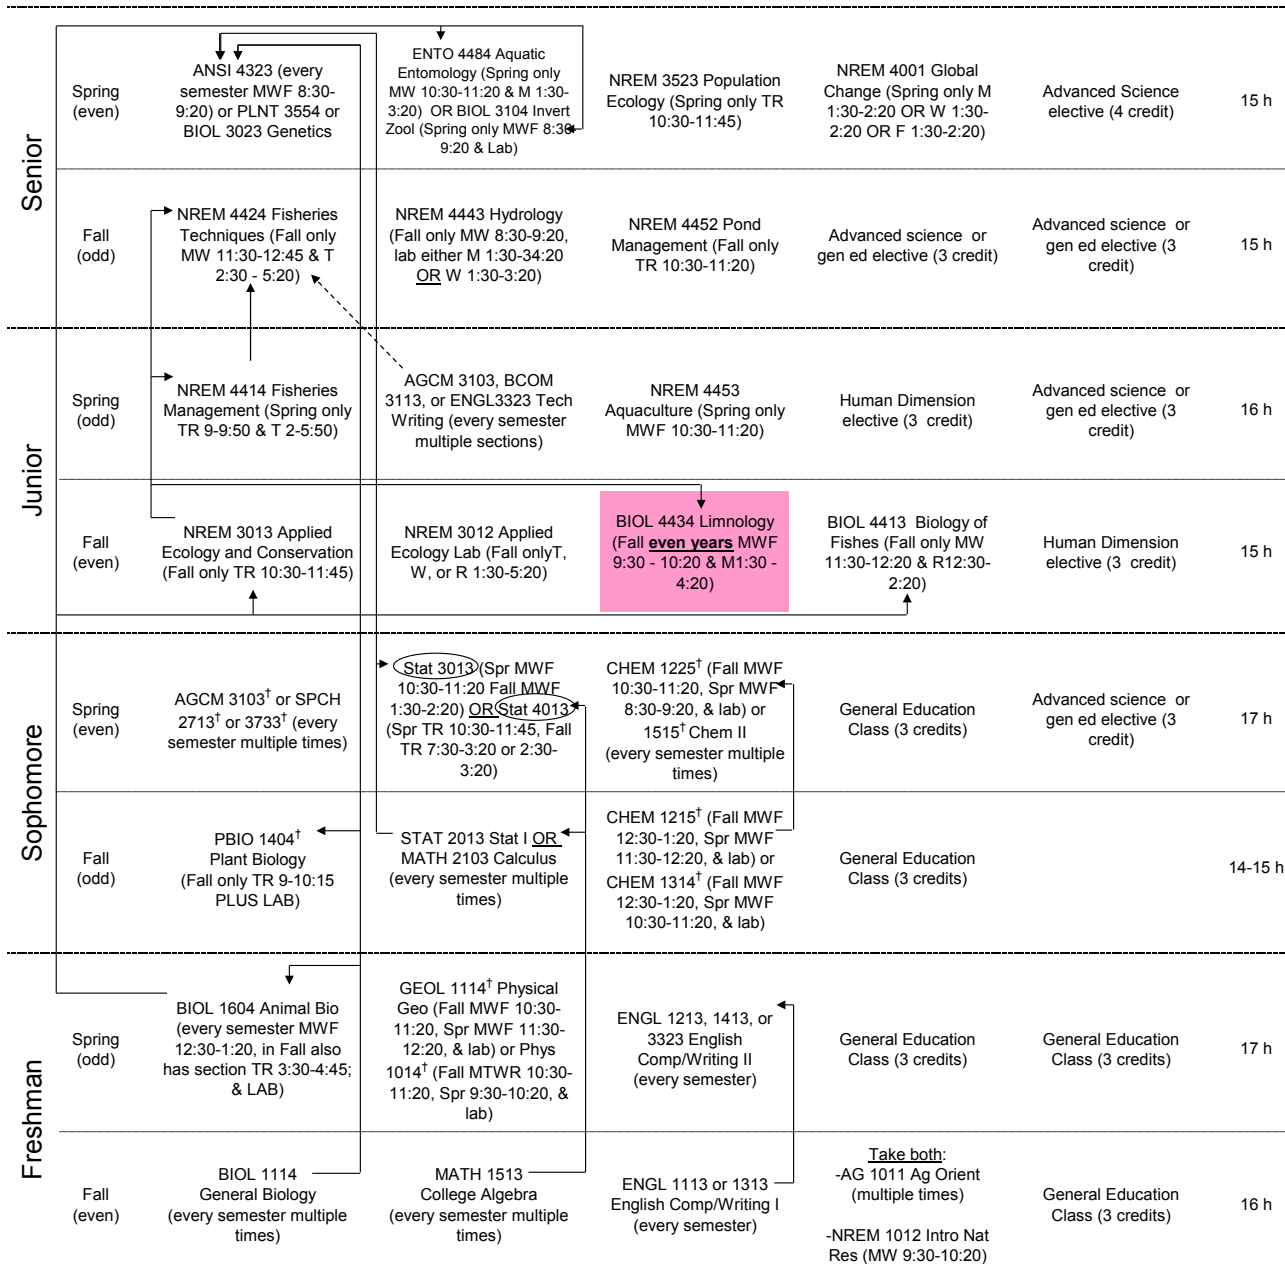 Senior
Spring
(even)
ANSI 4323 (every
semester MWF 8:30-
9:20) or PLNT 3554 or
BIOL 3023 Genetics
ENTO 4484 Aquatic
Entomology (Spring only
MW 10:30-11:20 & M 1:30-
3:20) OR BIOL 3104 Invert
Zool (Spring only MWF 8:30-
9:20 & Lab)
NREM 3523 Population
Ecology (Spring only TR
10:30-11:45)
NREM 4001 Global
Change (Spring only M
1:30-2:20 OR W 1:30-
2:20 OR F 1:30-2:20)
Advanced Science
elective (4 credit)
15 h
Fall
(odd)
NREM 4424 Fisheries
Techniques (Fall only
MW 11:30-12:45 & T
2:30 - 5:20)
NREM 4443 Hydrology
(Fall only MW 8:30-9:20,
lab either M 1:30-34:20
OR W 1:30-3:20)
NREM 4452 Pond
Management (Fall only
TR 10:30-11:20)
Advanced science or
gen ed elective (3 credit)
Advanced science or
gen ed elective (3
credit)
15 h
Junior
Spring
(odd)
NREM 4414 Fisheries
Management (Spring only
TR 9-9:50 & T 2-5:50)
AGCM 3103, BCOM
3113, or ENGL3323 Tech
Writing (every semester
multiple sections)
NREM 4453
Aquaculture (Spring only
MWF 10:30-11:20)
Human Dimension
elective (3 credit)
Advanced science or
gen ed elective (3
credit)
16 h
Fall
(even)
NREM 3013 Applied
Ecology and Conservation
(Fall only TR 10:30-11:45)
NREM 3012 Applied
Ecology Lab (Fall onlyT,
W, or R 1:30-5:20)
BIOL 4434 Limnology
(Fall even years MWF
9:30 - 10:20 & M1:30 -
4:20)
BIOL 4413 Biology of
Fishes (Fall only MW
11:30-12:20 & R12:30-
2:20)
Human Dimension
elective (3 credit)
15 h
Sophomore
Spring
(even)
AGCM 3103† or SPCH
2713† or 3733† (every
semester multiple times)
Stat 3013 (Spr MWF
10:30-11:20 Fall MWF
1:30-2:20) OR Stat 4013
(Spr TR 10:30-11:45, Fall
TR 7:30-3:20 or 2:30-
3:20)
CHEM 1225† (Fall MWF
10:30-11:20, Spr MWF
8:30-9:20, & lab) or
1515† Chem II
(every semester multiple
times)
General Education
Class (3 credits)
Advanced science or
gen ed elective (3
credit)
17 h
Fall
(odd)
PBIO 1404†
Plant Biology
(Fall only TR 9-10:15
PLUS LAB)
STAT 2013 Stat I OR
MATH 2103 Calculus
(every semester multiple
times)
CHEM 1215† (Fall MWF
12:30-1:20, Spr MWF
11:30-12:20, & lab) or
CHEM 1314† (Fall MWF
12:30-1:20, Spr MWF
10:30-11:20, & lab)
General Education
Class (3 credits)
14-15 h
Freshman
Spring
(odd)
BIOL 1604 Animal Bio
(every semester MWF
12:30-1:20, in Fall also
has section TR 3:30-4:45;
& LAB)
GEOL 1114† Physical
Geo (Fall MWF 10:30-
11:20, Spr MWF 11:30-
12:20, & lab) or Phys
1014† (Fall MTWR 10:30-
11:20, Spr 9:30-10:20, &
lab)
ENGL 1213, 1413, or
3323 English
Comp/Writing II
(every semester)
General Education
Class (3 credits)
General Education
Class (3 credits)
17 h
Fall
(even)
BIOL 1114
General Biology
(every semester multiple
times)
MATH 1513
College Algebra
(every semester multiple
times)
ENGL 1113 or 1313
English Comp/Writing I
(every semester)
Take both:
-AG 1011 Ag Orient
(multiple times)
-NREM 1012 Intro Nat
Res (MW 9:30-10:20)
General Education
Class (3 credits)
16 h